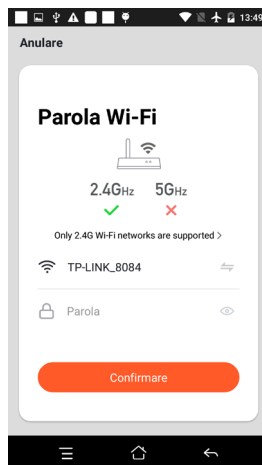 13:49
Anulare
Parola Wi-Fi
2.4GHz 5GHz
Only 2.4G Wi-Fi networks are supported >
TP-LINK_8084
Parola
Confirmare